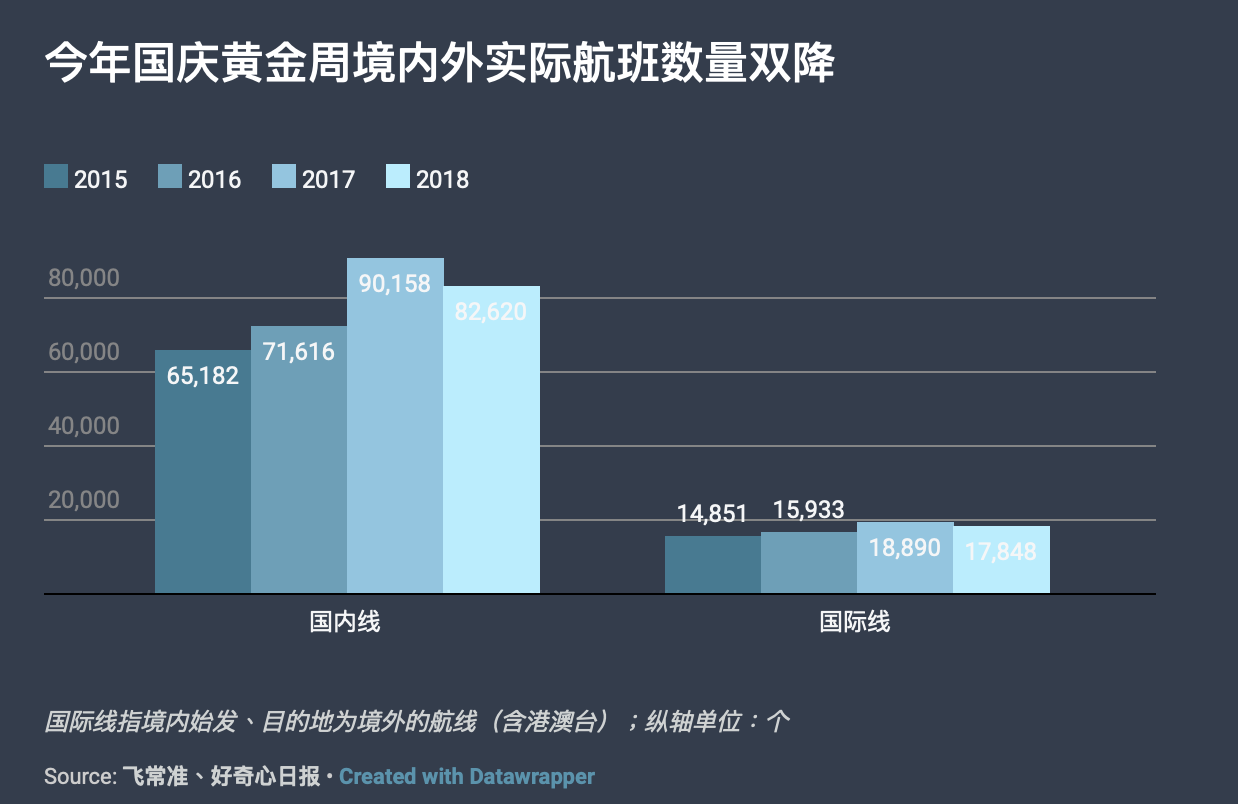 今年国庆黄金周境内外实际航班数量双降
2015 2016 2017 2018
80,000
60,000
40,000
20,000
65,182 71,616 90,158 82,620
14,851 15,933 18,890 17,848
国内线 国际线
国际线指境内始发、目的地为境外的航线（含港澳台）；纵轴单位：个
Source: 飞常准、好奇心日报 • Created with Datawrapper